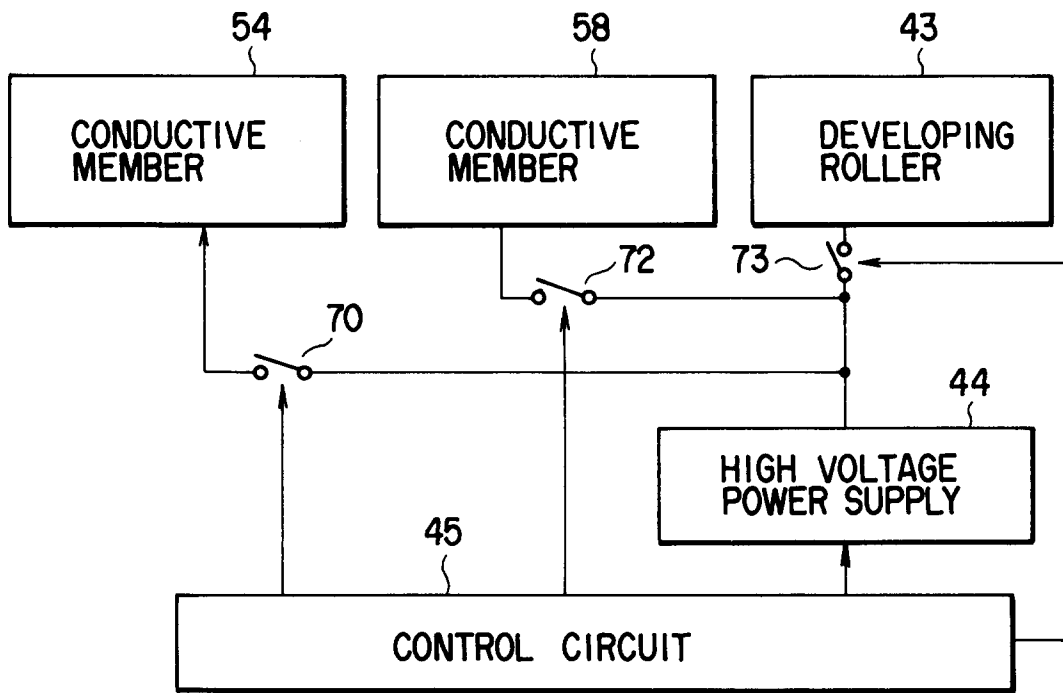 54
58
43
CONDUCTIVE
MEMBER
CONDUCTIVE
MEMBER
DEVELOPING
ROLLER
72
73
70
44
HIGH VOLTAGE
POWER SUPPLY
45
CONTROL CIRCUIT